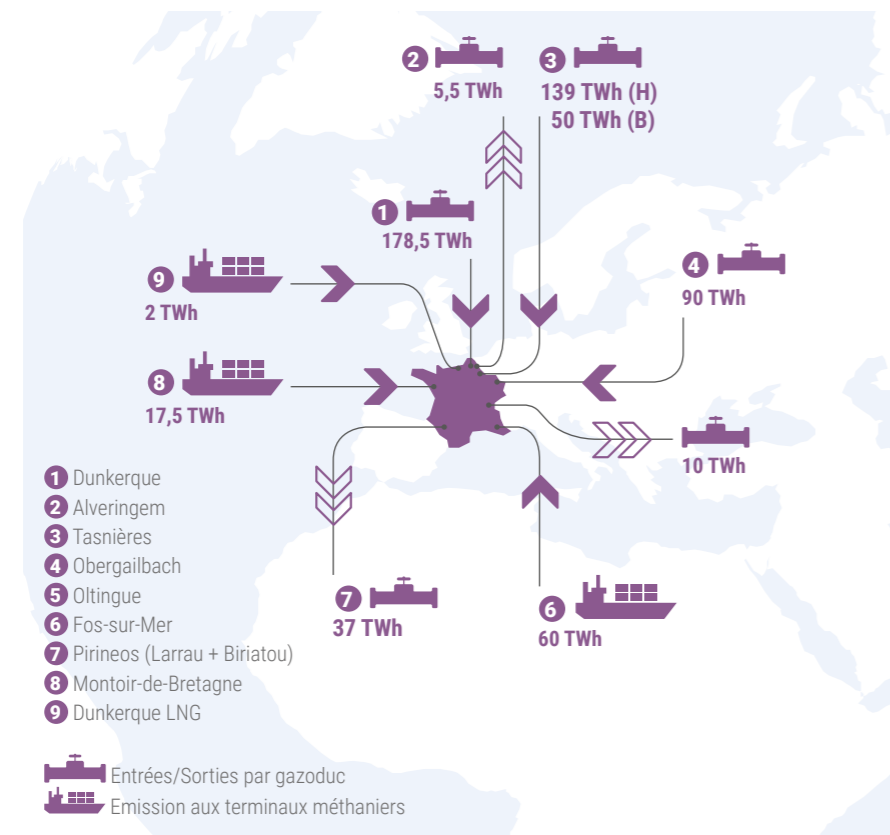 2
5,5 TWh
3
139 TWh (H)
50 TWh (B)
1
178,5 TWh
4
90 TWh
9
2 TWh
8
17,5 TWh
10 TWh
7
37 TWh
6
60 TWh
1 Dunkerque
2 Alveringem
3 Tasnières
4 Obergailbach
5 Oltingue
6 Fos-sur-Mer
7 Pirineos (Larrau + Biriatou)
8 Montoir-de-Bretagne
9 Dunkerque LNG
Entrées/Sorties par gazoduc
Emission aux terminaux méthaniers